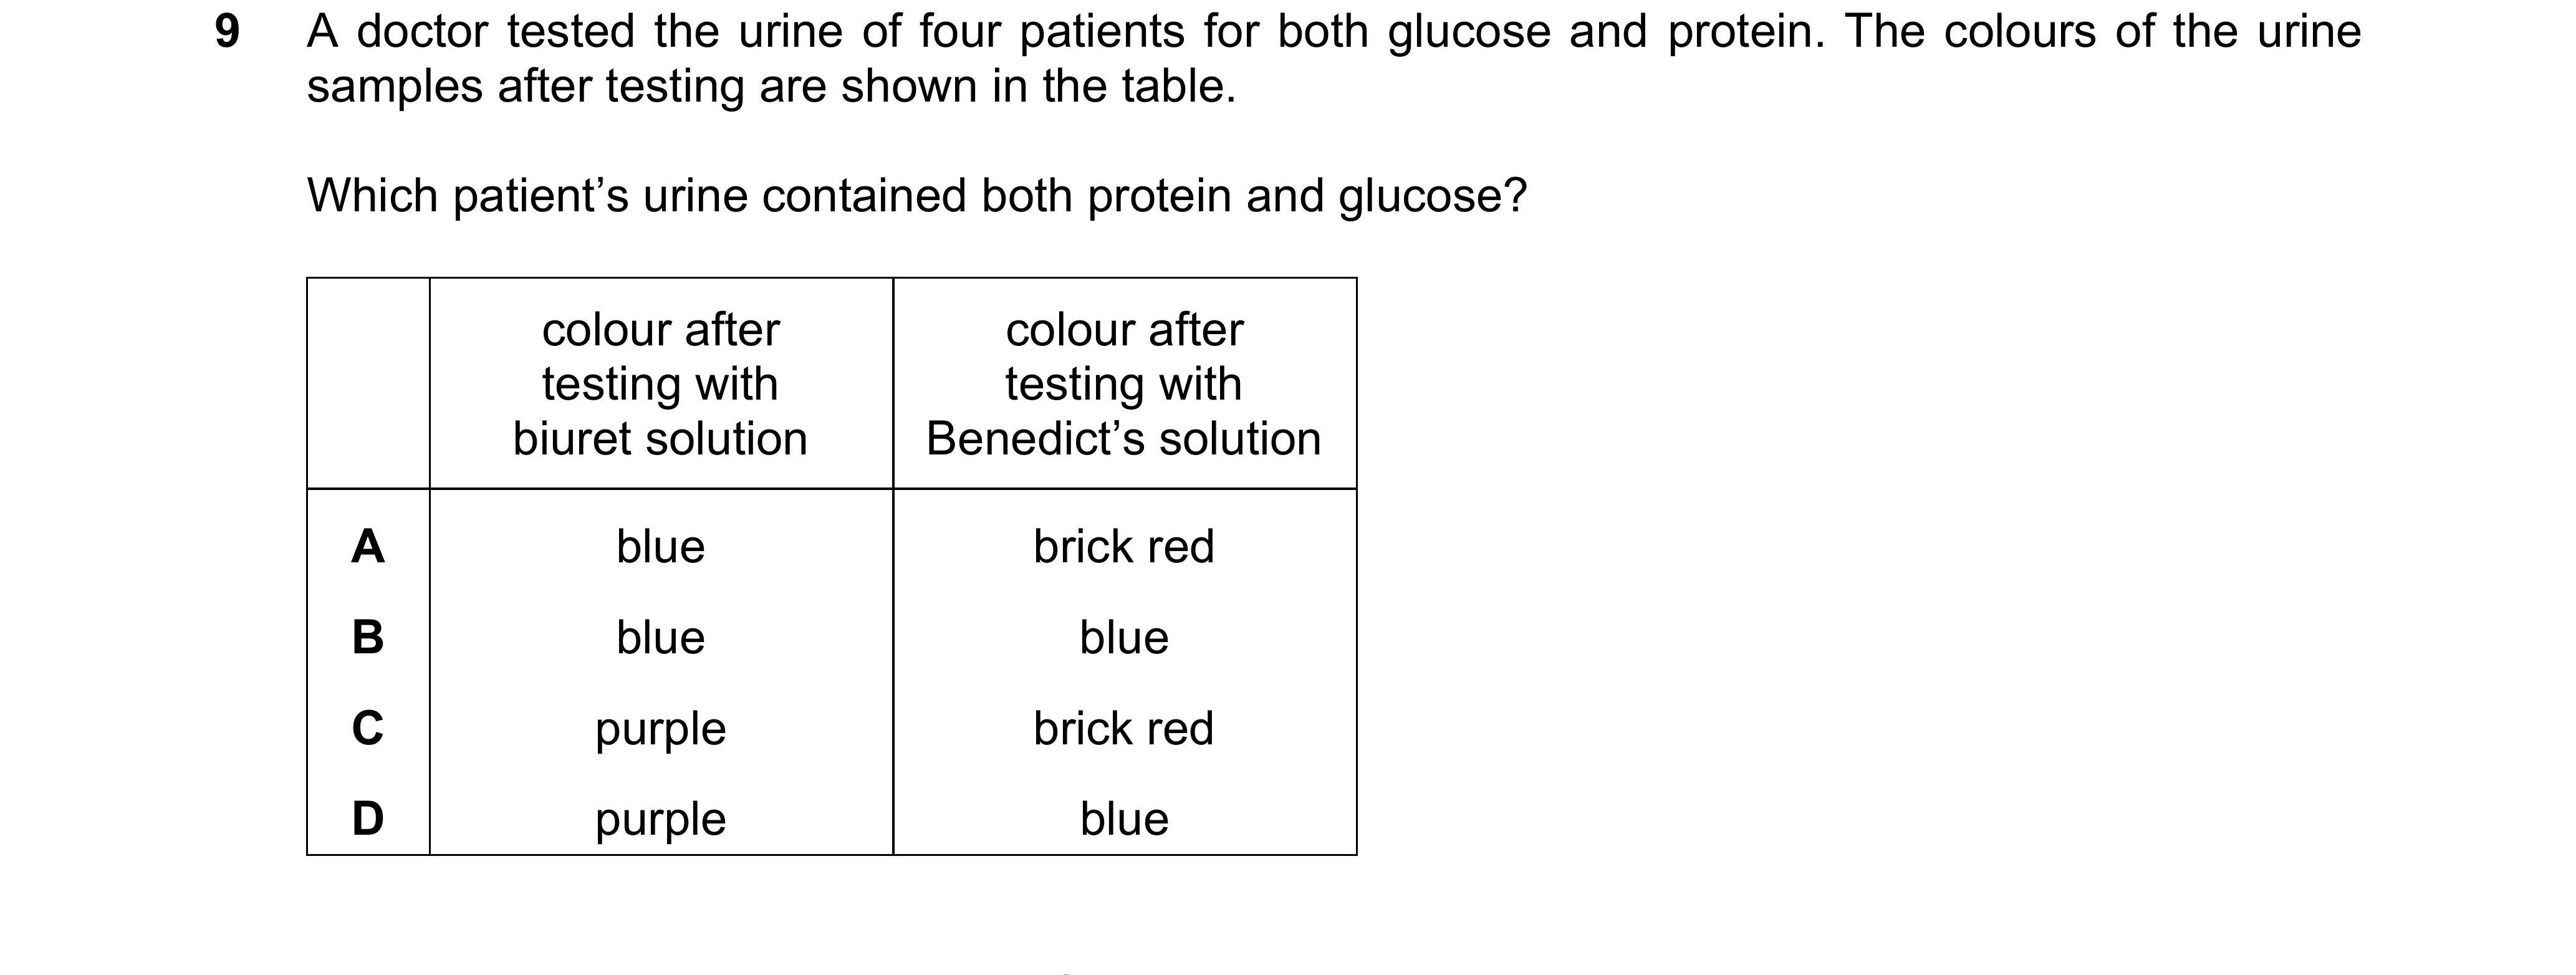 9 A doctor tested the urine of four patients for both glucose and protein. The colours of the urine
samples after testing are shown in the table.
Which patient’s urine contained both protein and glucose?
colour after testing with biuret solution colour after testing with Benedict’s solution
A blue brick red
B blue blue
C purple brick red
D purple blue